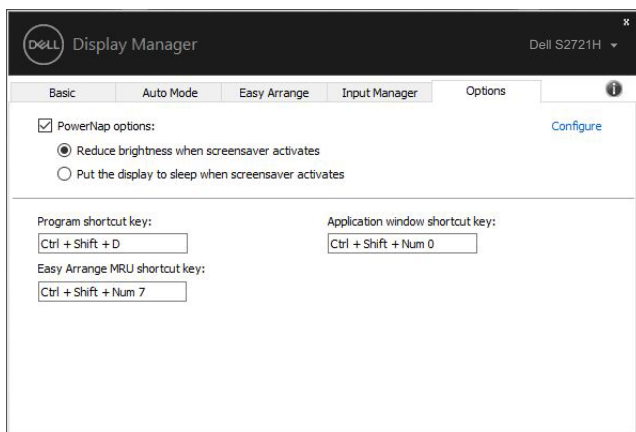 x
DELL Display Manager
Dell S2721H
Basic Auto Mode Easy Arrange Input Manager Options
PowerNap options: Configure
Reduce brightness when screensaver activates
Put the display to sleep when screensaver activates
Program shortcut key: Application window shortcut key:
Ctrl + Shift + D Ctrl + Shift + Num 0
Easy Arrange MRU shortcut key:
Ctrl + Shift + Num 7